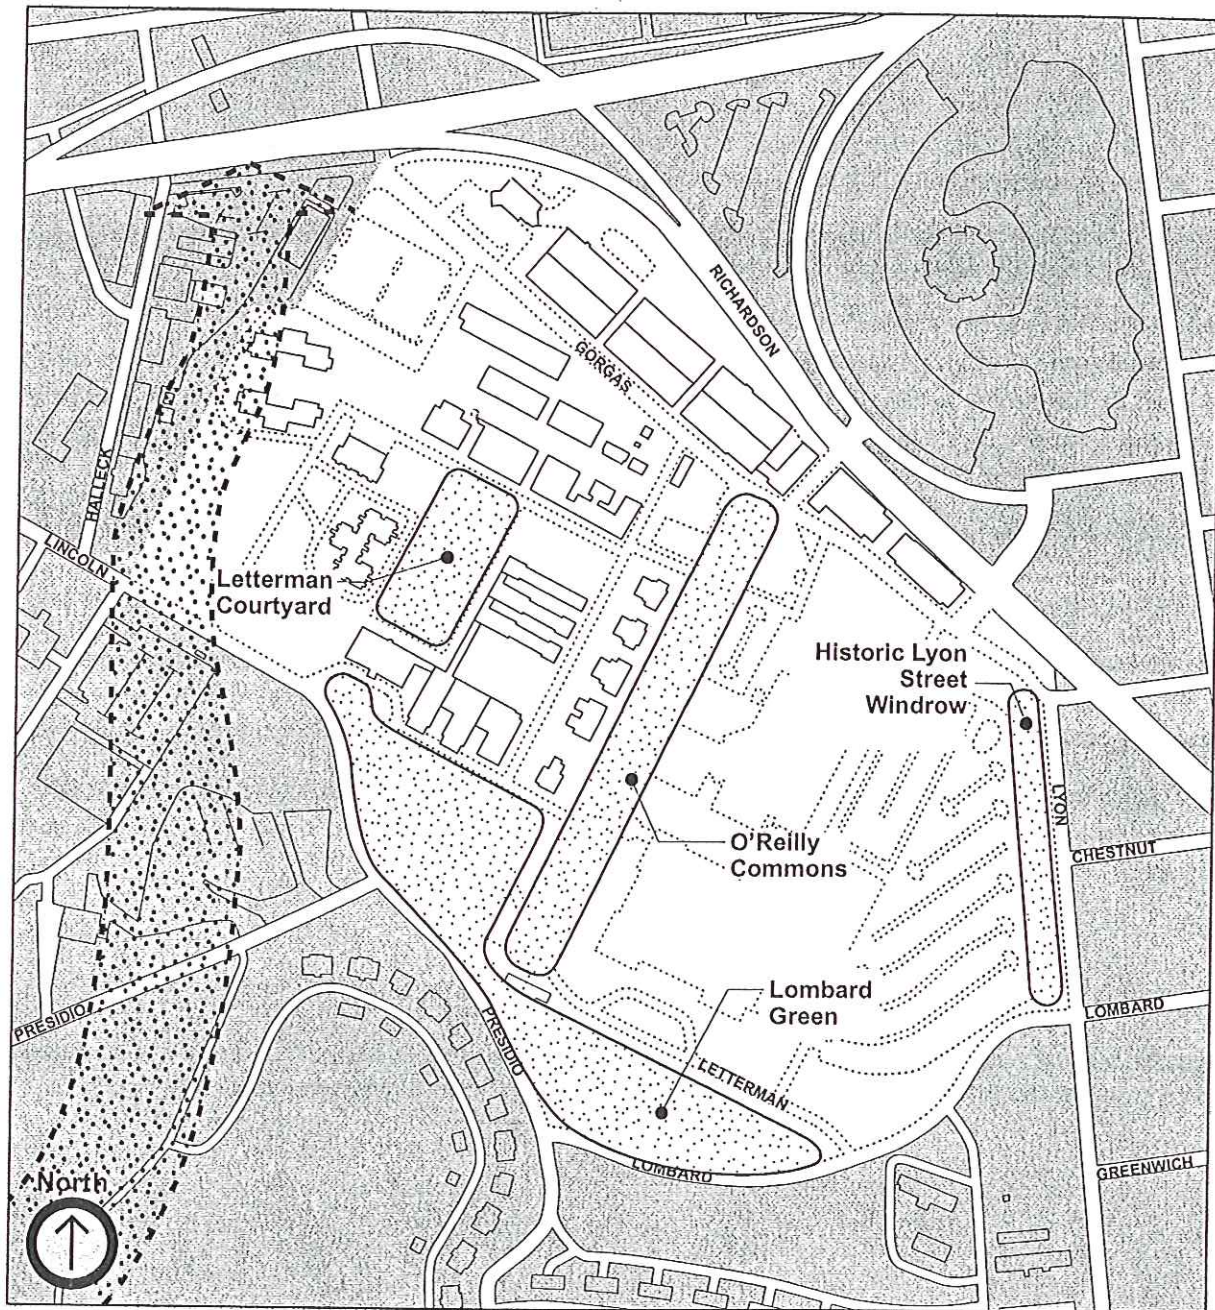 RICHARDSON
GORGAS
HALLECK
LINCOLN
Letterman
Courtyard
Historic Lyon
Street
Windrow
LYON
O'Reilly
Commons
CHESTNUT
Lombard
Green
LOMBARD
PRESIDIO
PRESIDIO
LETTERMAN
LOMBARD
GREENWICH
North